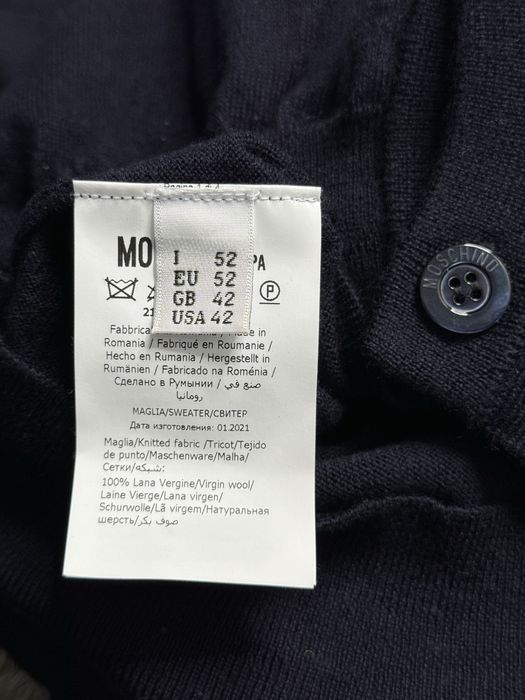 MO
PA
I 52
EU 52
GB 42
USA 42
P
21
Fabbrica in
Romania / Fabriqué en Roumanie /
Hecho en Rumania / Hergestellt in
Rumänien / Fabricado na Roménia /
Сделано в Румынии / صنع في
رومانيا
MAGLIA/SWEATER/СВИТЕР
Дата изготовления: 01.2021
Maglia/Knitted fabric /Tricot/Tejido
de punto/Maschenware/Malha/
Сетки/شبكه:
100% Lana Vergine/Virgin wool/
Laine Vierge/Lana virgen/
Schurwolle/Lã virgem/Натуральная
шерсть/صوف بكر
MOSCHINO